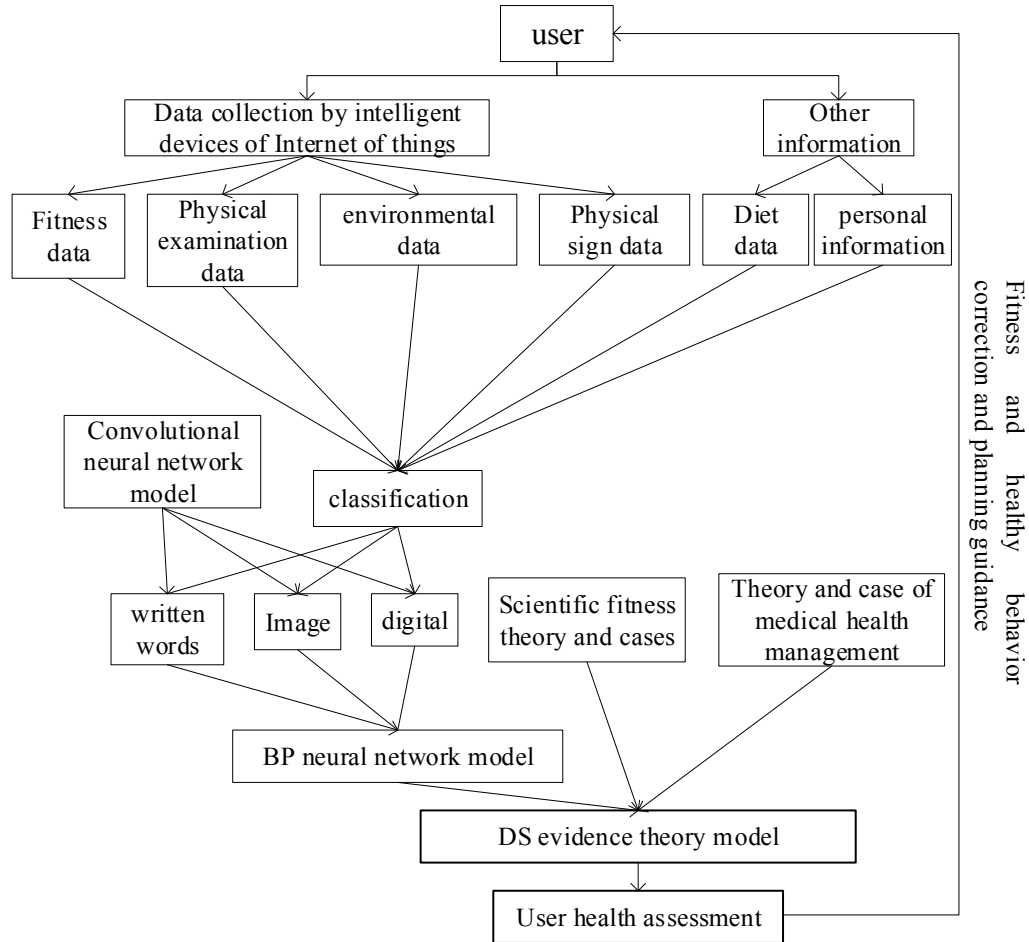 user
Data collection by intelligent
devices of Internet of things
Other
information
Fitness
data
Physical
examination
data
environmental
data
Physical
sign data
Diet
data
personal
information
Fitness and healthy behavior
correction and planning guidance
Convolutional
neural network
model
classification
written
words
Image
digital
Scientific fitness
theory and cases
Theory and case of
medical health
management
BP neural network model
DS evidence theory model
User health assessment